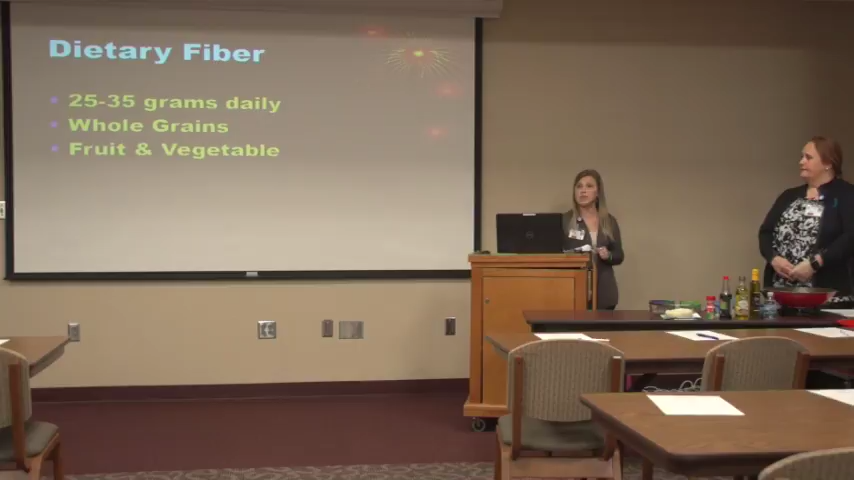 Dietary Fiber
• 25-35 grams daily
• Whole Grains
• Fruit & Vegetable